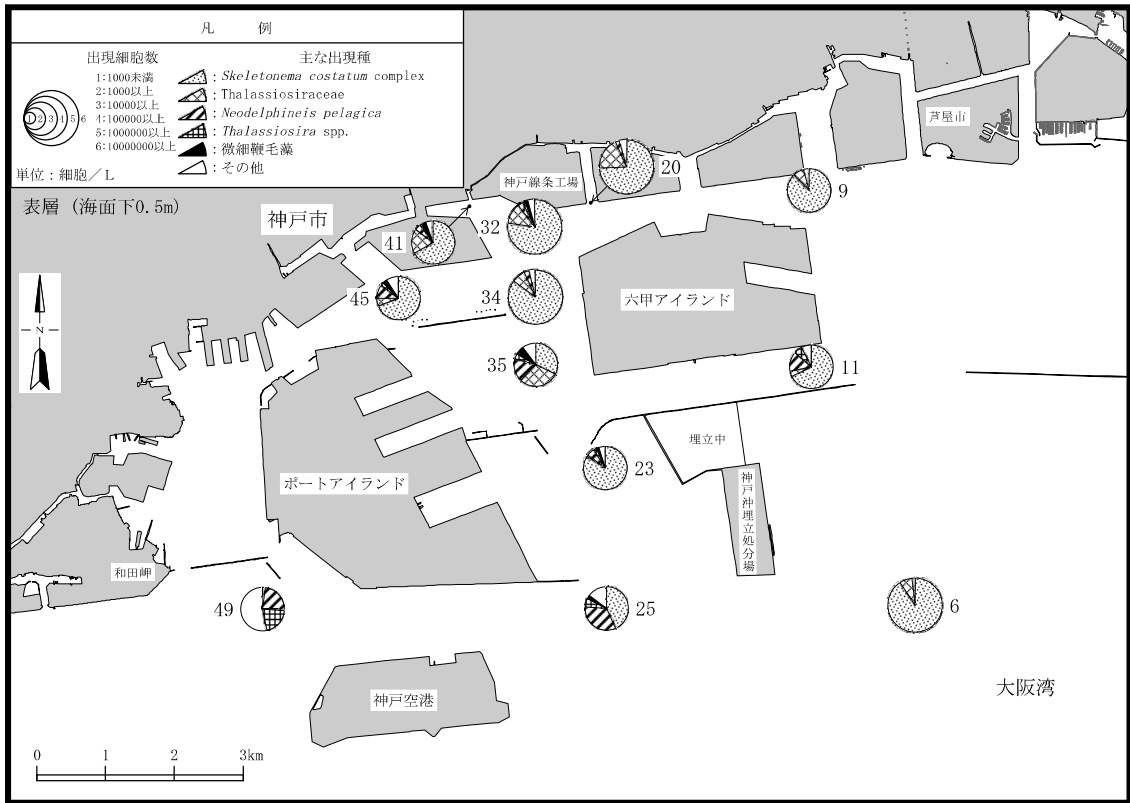 凡 例
出現細胞数
主な出現種
1:1000未満
2:1000以上
3:10000以上
4:100000以上
5:1000000以上
6:10000000以上
1 2 3 4 5 6
: Skeletonema costatum complex
: Thalassiosiraceae
: Neodelphineis pelagica
: Thalassiosira spp.
: 微細鞭毛藻
: その他
単位：細胞／L
表層（海面下0.5m）
神戸市
芦屋市
神戸線条工場
20
9
32
41
45
34
六甲アイランド
35
11
N
埋立中
23
ポートアイランド
神戸沖埋立処分場
和田岬
49
25
6
大阪湾
神戸空港
0 1 2 3km